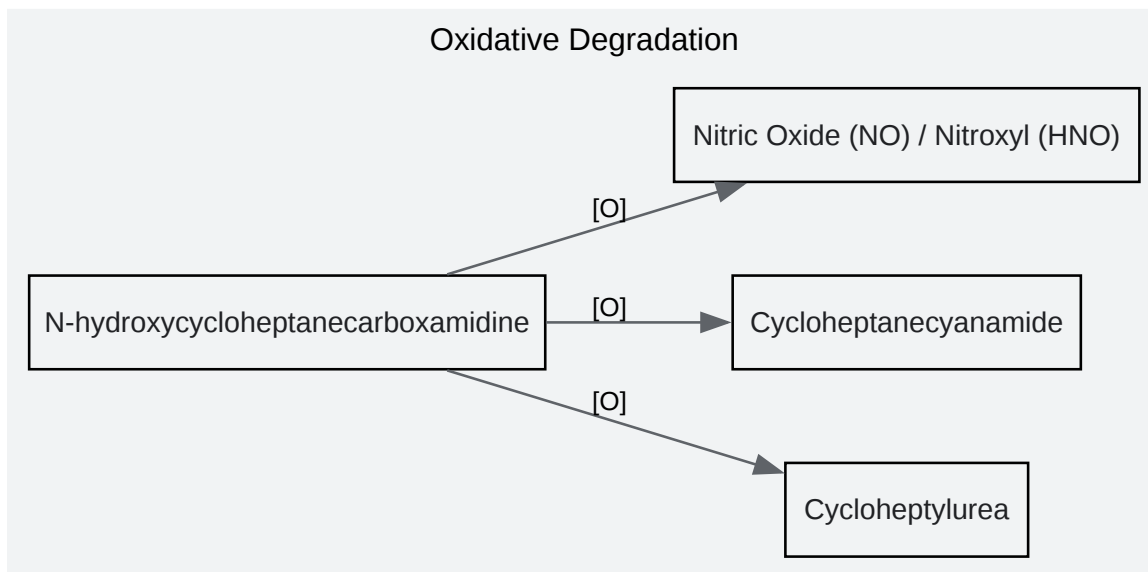 Oxidative Degradation
Nitric Oxide (NO) / Nitroxyl (HNO)
[O]
N-hydroxycycloheptanecarboxamidine
[O]
Cycloheptanecyanamide
[O]
Cycloheptylurea